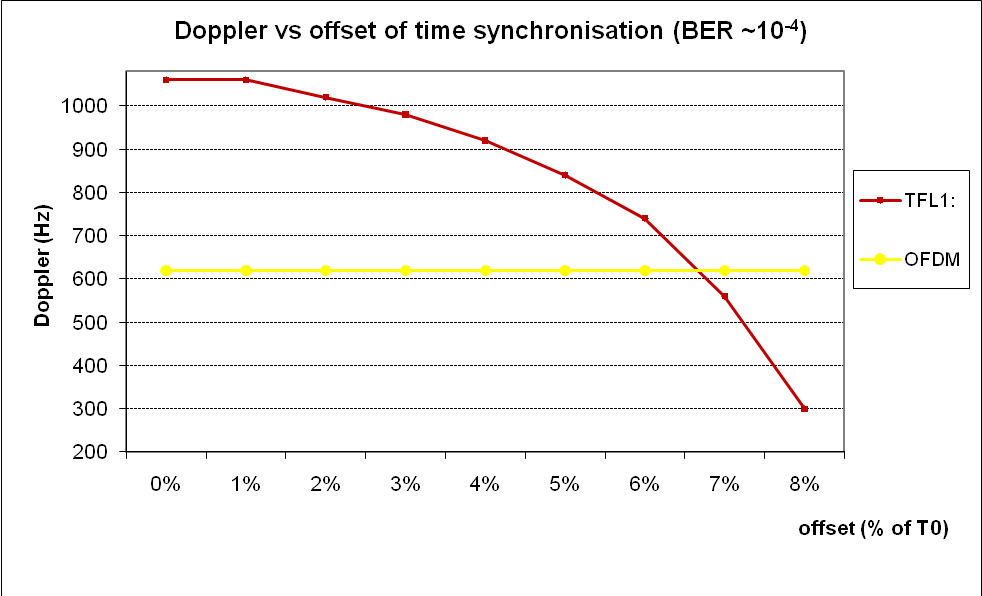 Doppler vs offset of time synchronisation (BER ~10-4)
1000
900
800
700
600
500
400
300
200
Doppler (Hz)
0% 1% 2% 3% 4% 5% 6% 7% 8%
offset (% of T0)
TFL1:
OFDM